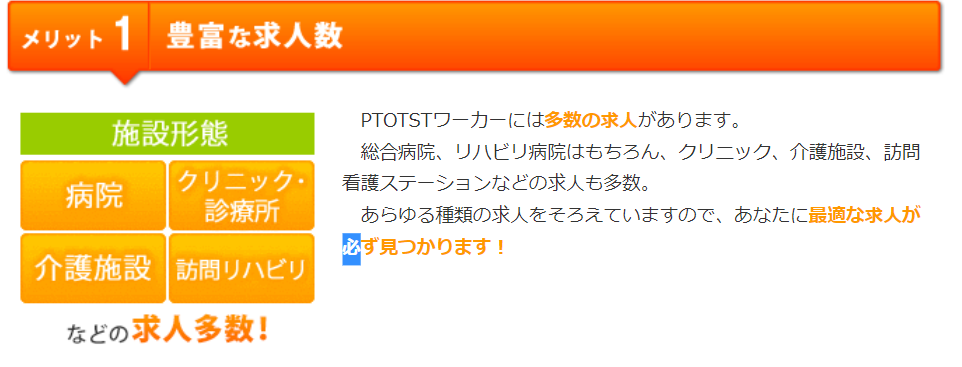 メリット 1 豊富な求人数
施設形態
病院
クリニック・
診療所
介護施設
訪問リハビリ
などの求人多数!
PTOTSTワーカーには多数の求人があります。
総合病院、リハビリ病院はもちろん、クリニック、介護施設、訪問
看護ステーションなどの求人も多数。
あらゆる種類の求人をそろえていますので、あなたに最適な求人が
必ず見つかります！